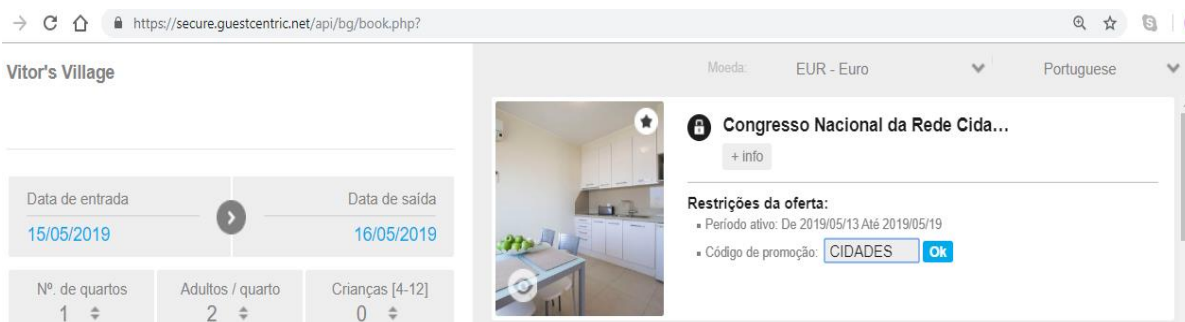 https://secure.guestcentric.net/api/bg/book.php?
Vitor's Village
Moeda:
EUR - Euro
Portuguese
Data de entrada
Data de saída
15/05/2019
16/05/2019
Nº. de quartos
Adultos / quarto
Crianças [4-12]
1
2
0
Congresso Nacional da Rede Cida...
+ info
Restrições da oferta:
Período ativo: De 2019/05/13 Até 2019/05/19
Código de promoção: CIDADES Ok